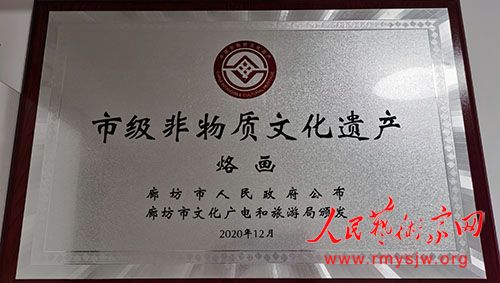 市级非物质文化遗产
烙画
廊坊市人民政府公布
廊坊市文化广电和旅游局颁发
2020年12月
人民艺术家网
www.rmysjw.org